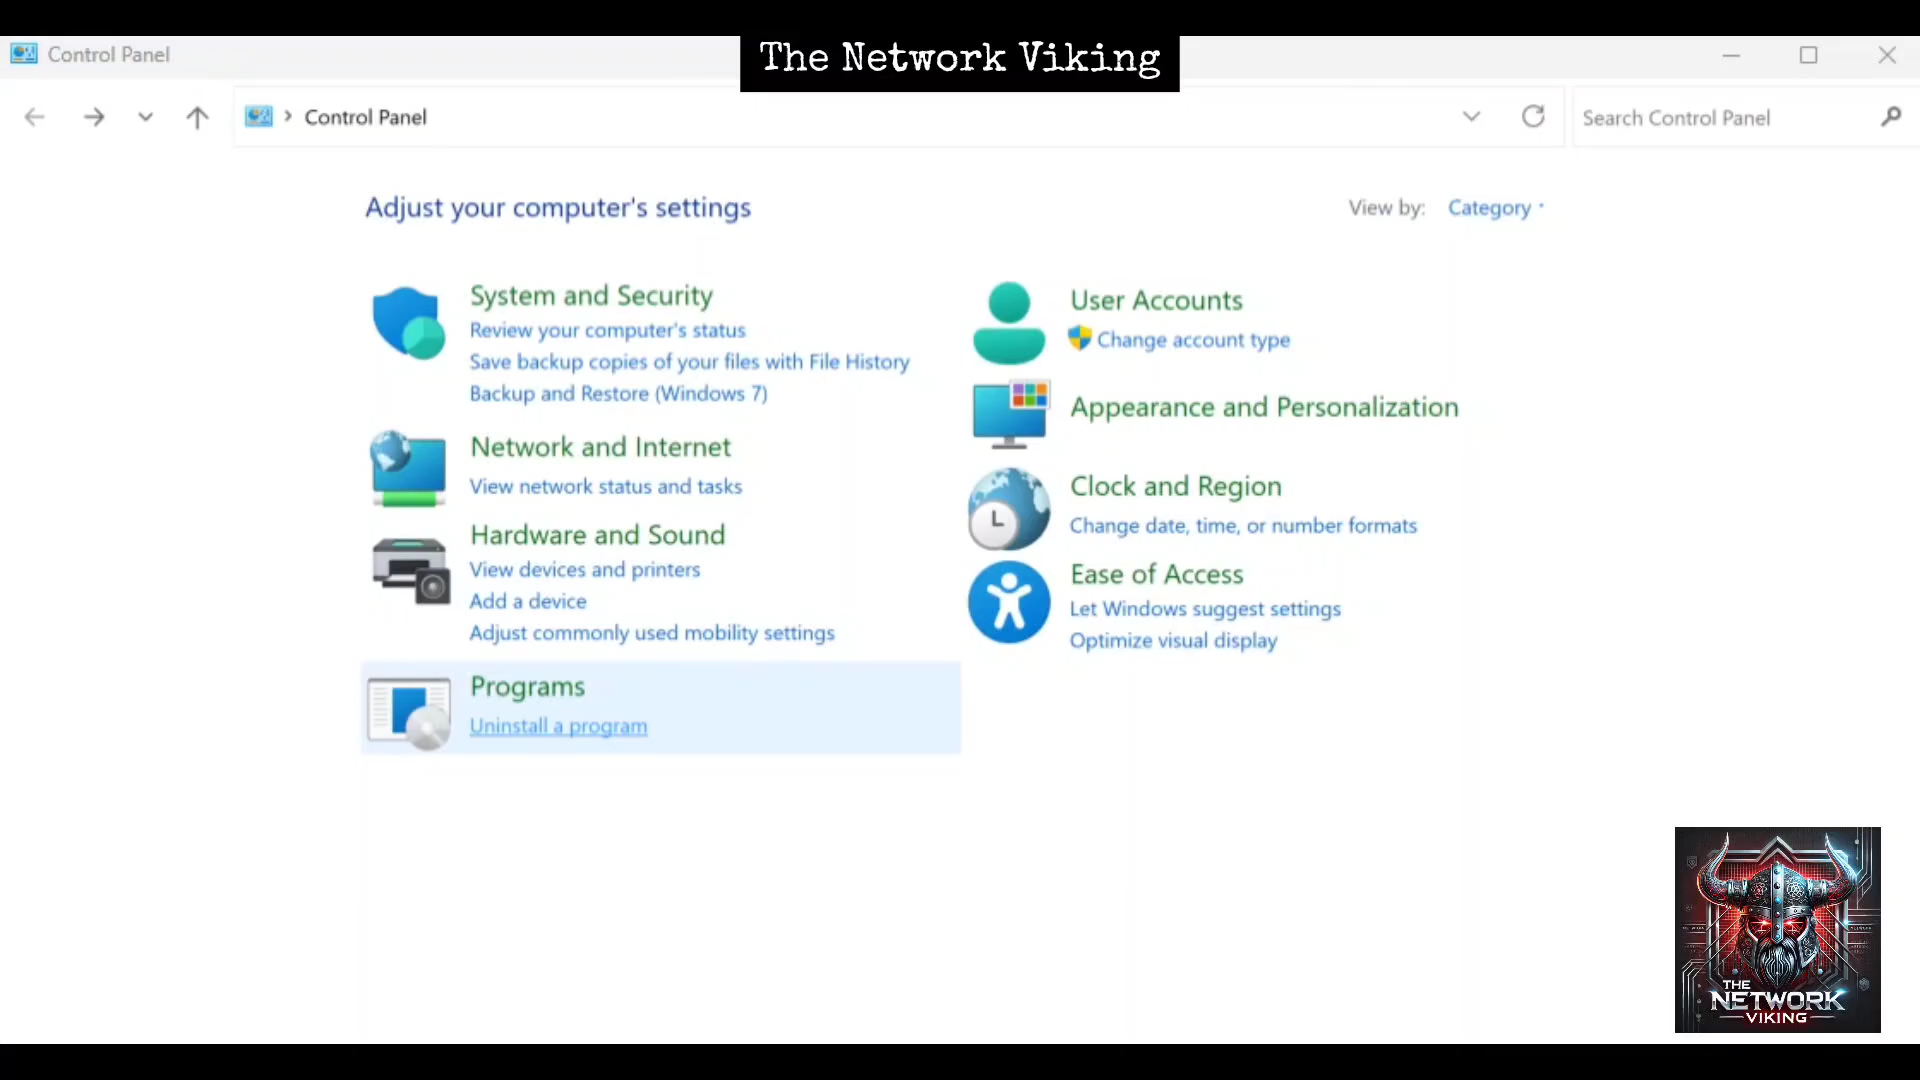 The Network Viking
Control Panel
Control Panel
Search Control Panel
Adjust your computer's settings
View by: Category
System and Security
Review your computer's status
Save backup copies of your files with File History
Backup and Restore (Windows 7)
Network and Internet
View network status and tasks
Hardware and Sound
View devices and printers
Add a device
Adjust commonly used mobility settings
Programs
Uninstall a program
User Accounts
Change account type
Appearance and Personalization
Clock and Region
Change date, time, or number formats
Ease of Access
Let Windows suggest settings
Optimize visual display
THE
NETWORK
VIKING